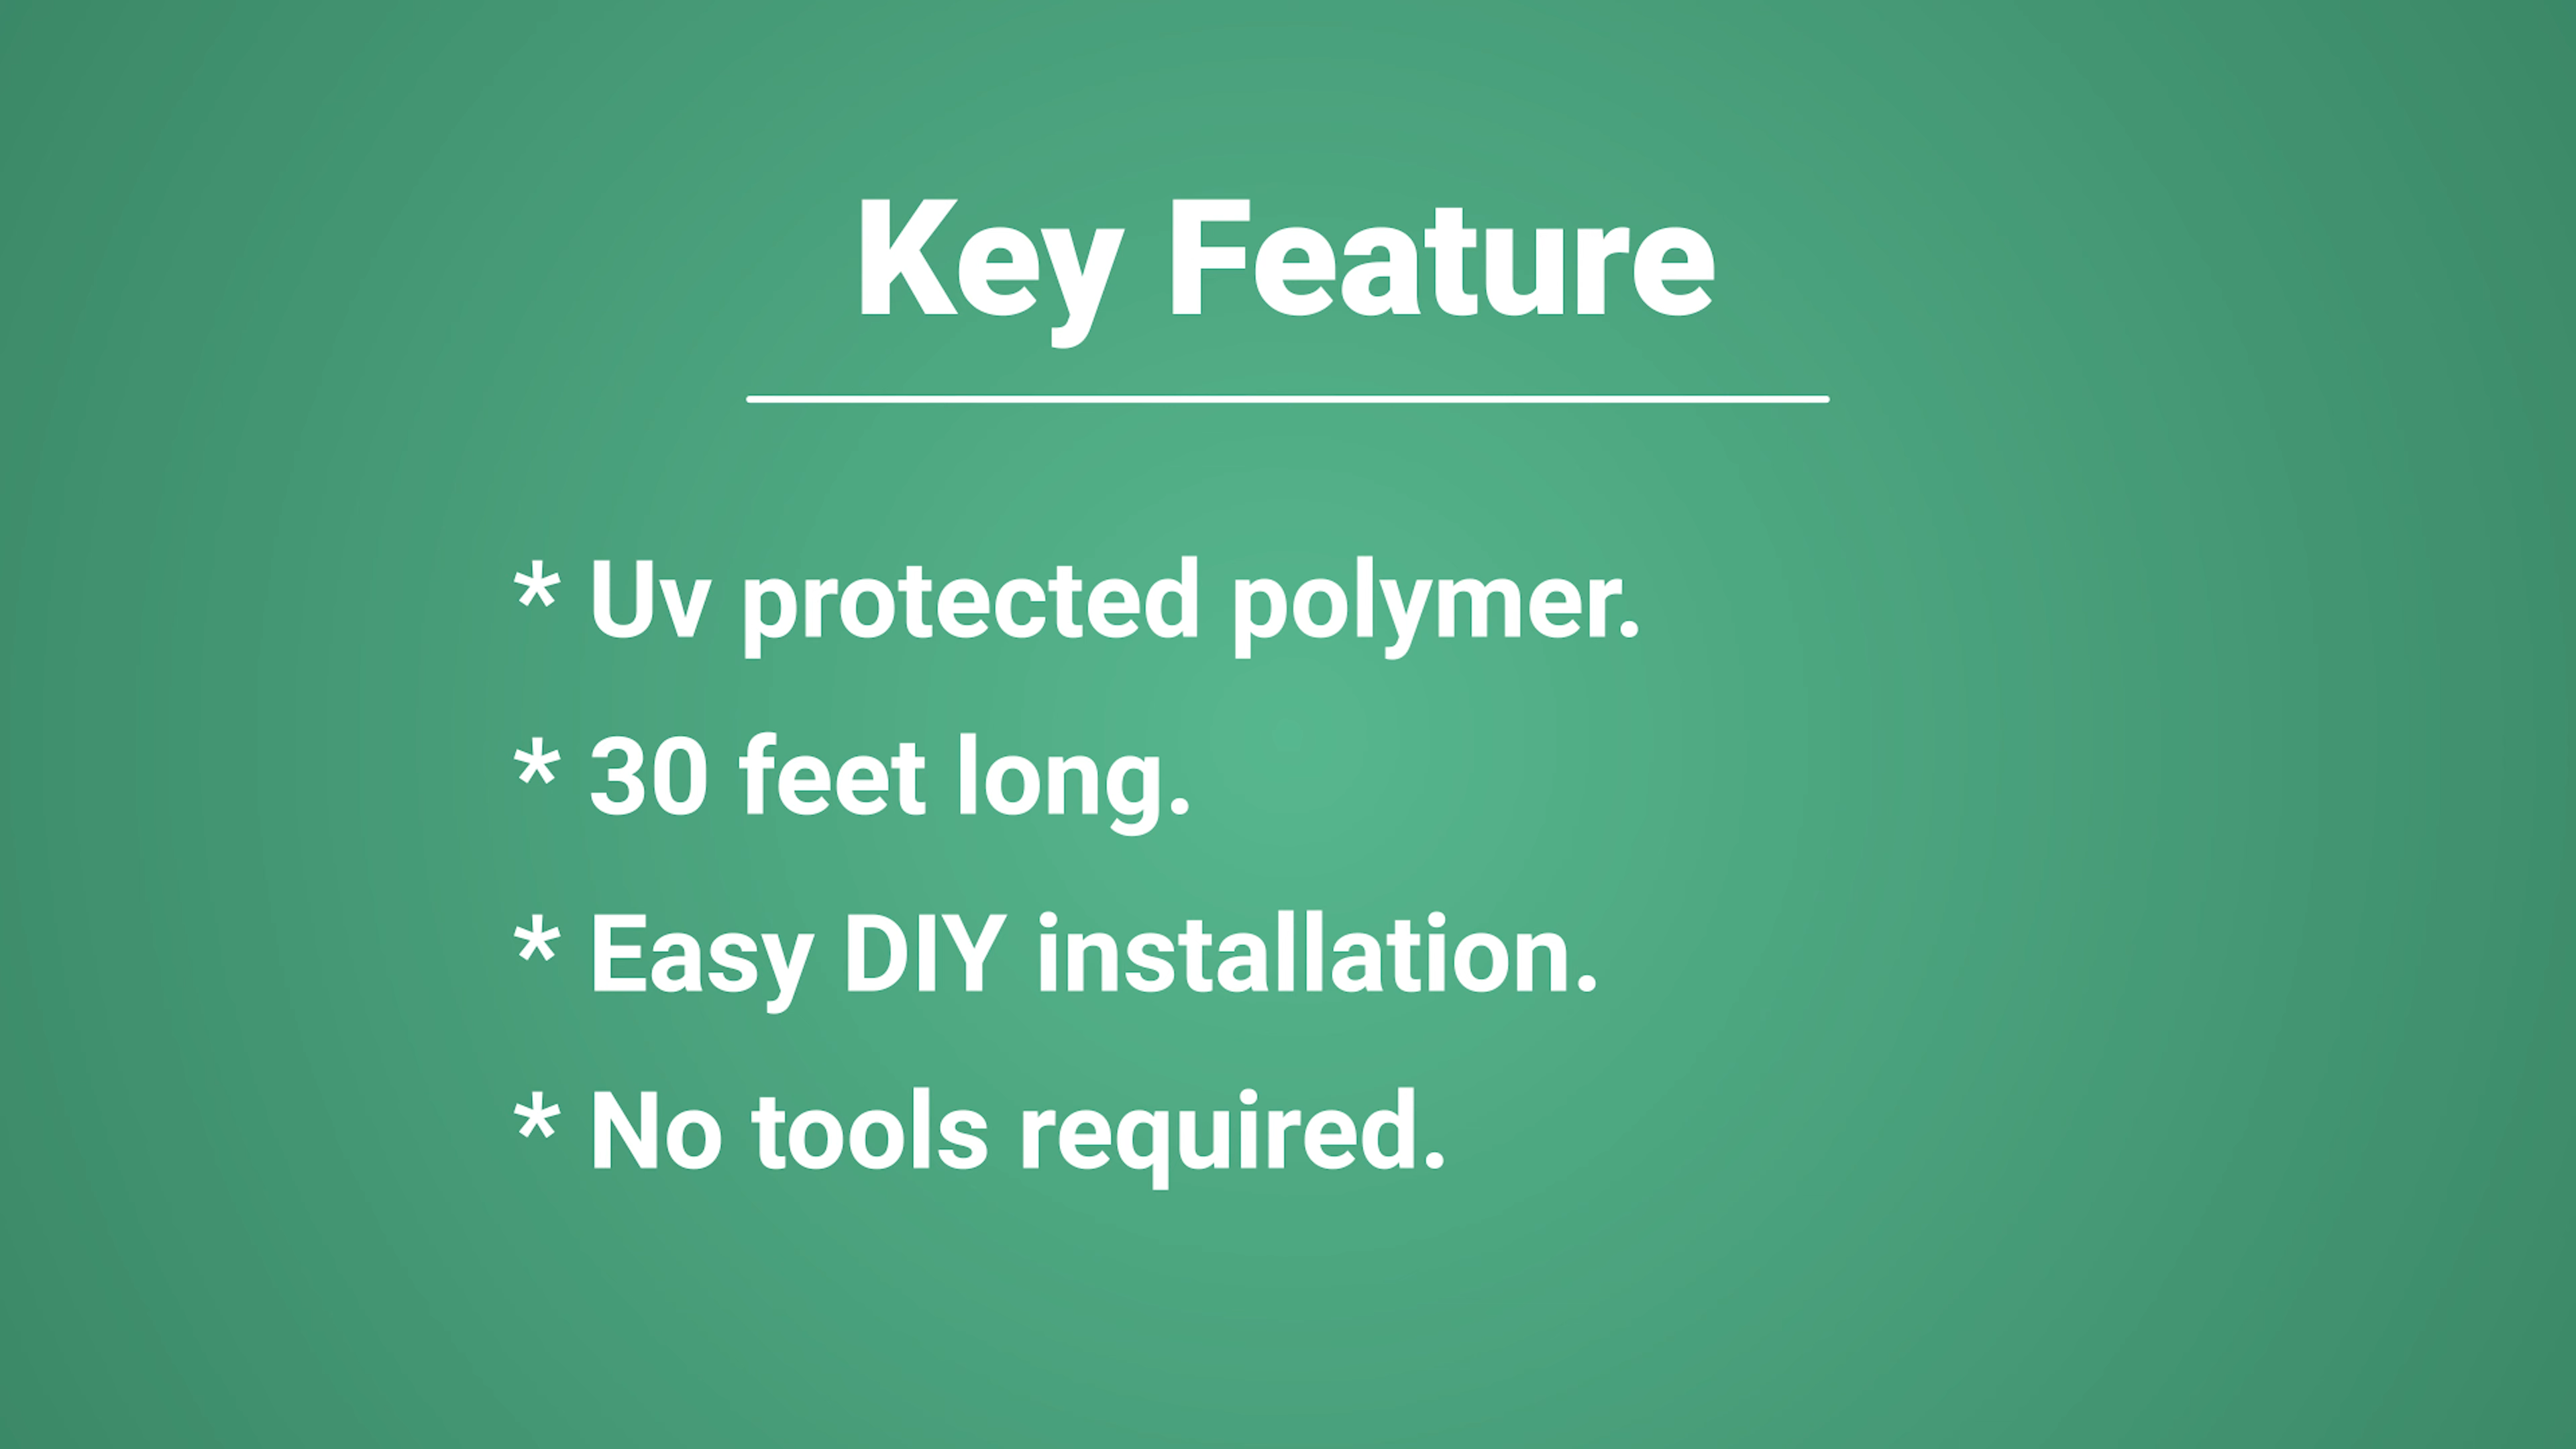 Key Feature
* Uv protected polymer.
* 30 feet long.
* Easy DIY installation.
* No tools required.